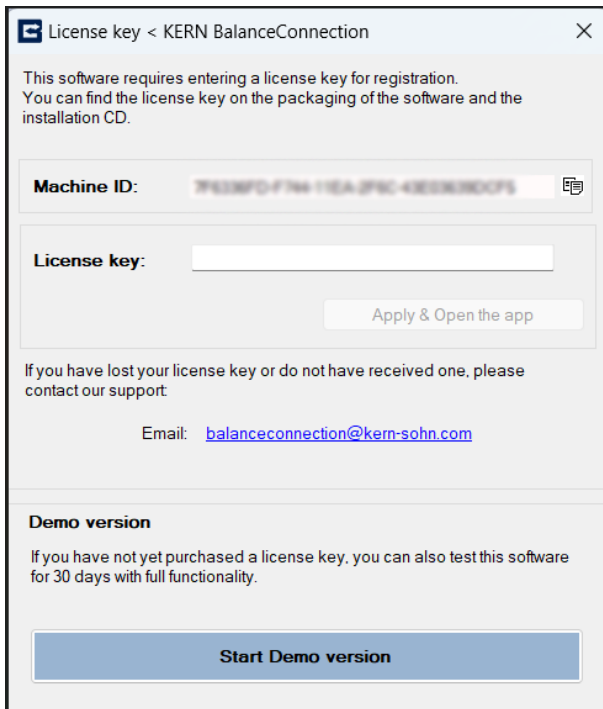 License key < KERN BalanceConnection
This software requires entering a license key for registration.
You can find the license key on the packaging of the software and the
installation CD.
Machine ID:
License key:
Apply & Open the app
If you have lost your license key or do not have received one, please
contact our support:
Email: balanceconnection@kern-sohn.com
Demo version
If you have not yet purchased a license key, you can also test this software
for 30 days with full functionality.
Start Demo version